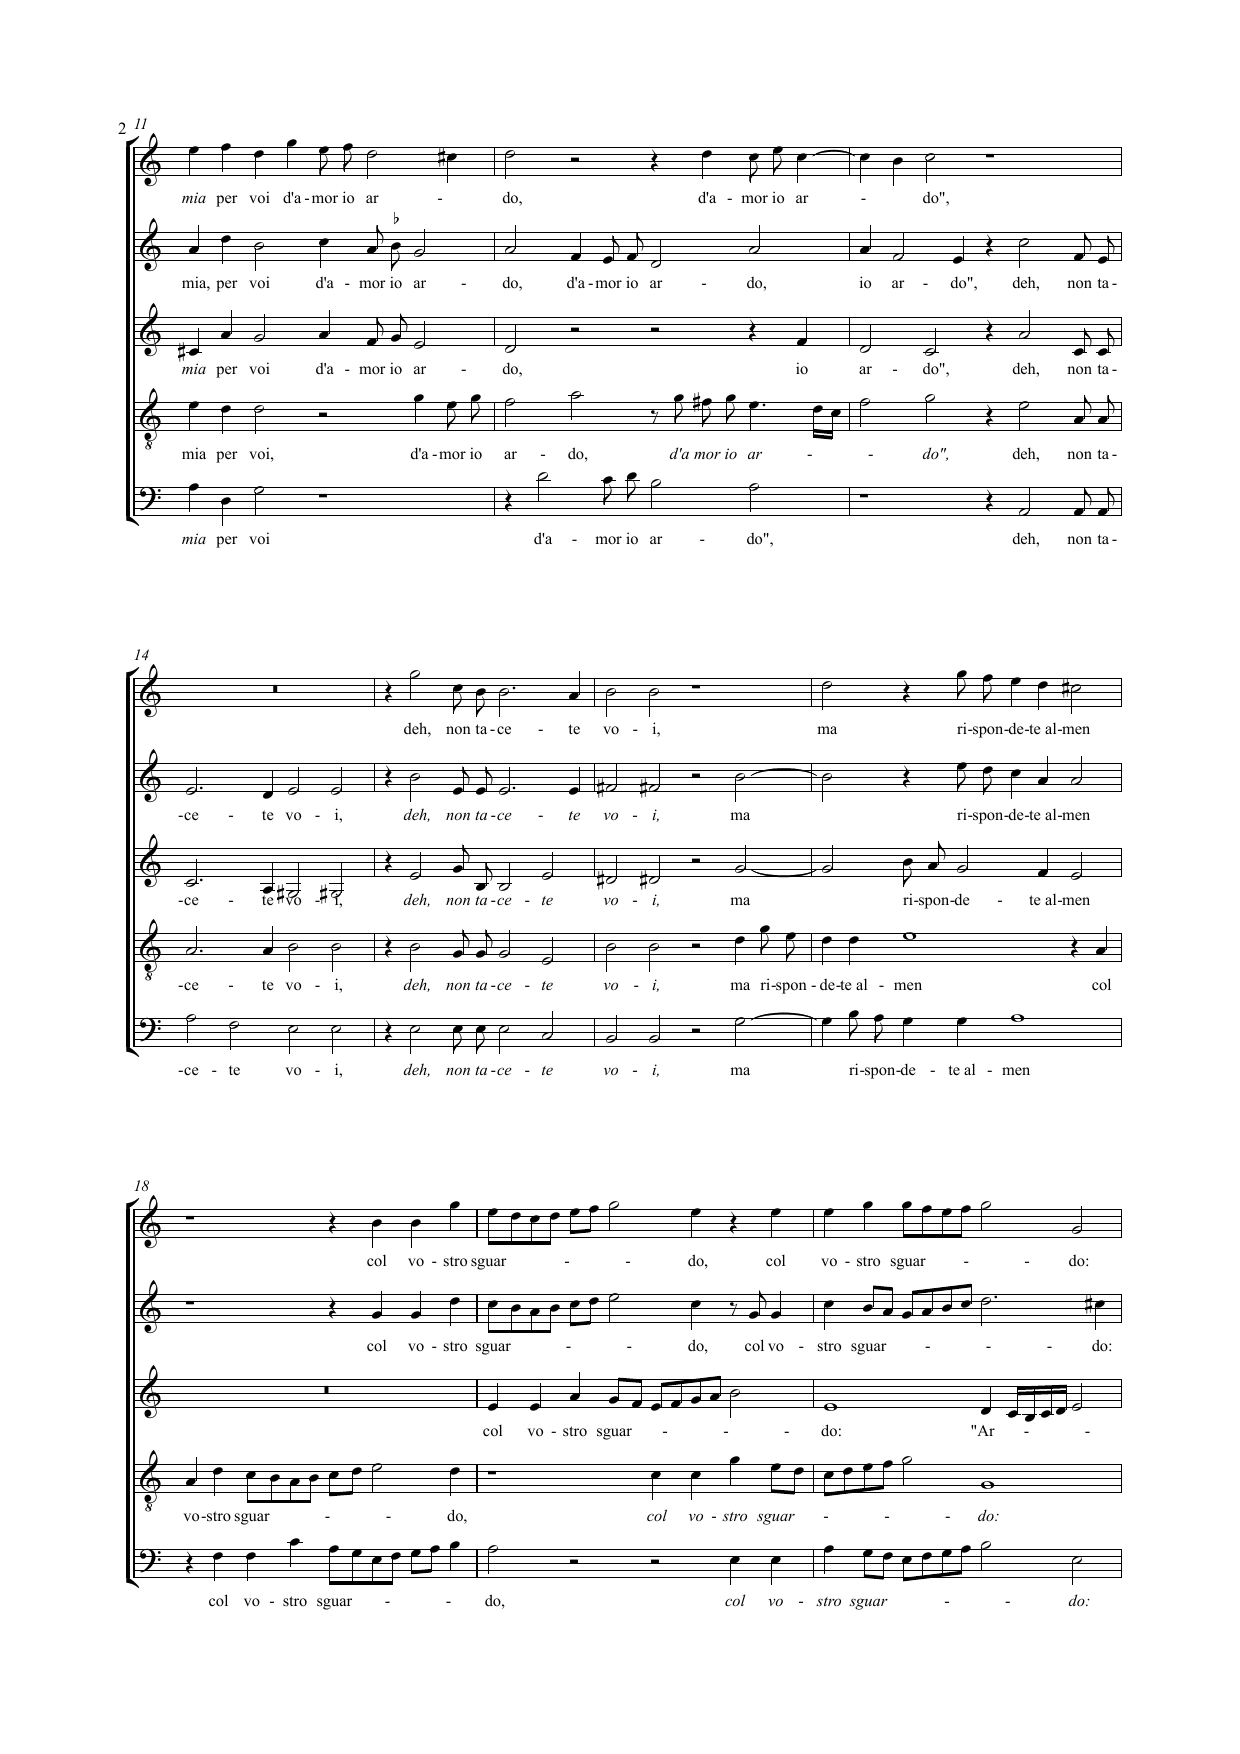 2 11
mia per voi d'a - mor io ar - do, d'a - mor io ar - do",
mia, per voi d'a - mor io ar - do, d'a - mor io ar - do, io ar - do", deh, non ta-
mia per voi d'a - mor io ar - do, io ar - do", deh, non ta-
mia per voi, d'a - mor io ar - do, d'a mor io ar - - do", deh, non ta-
mia per voi d'a - mor io ar - do", deh, non ta-
14
deh, non ta - ce - te vo - i, ma ri-spon-de-te al-men
-ce - te vo - i, deh, non ta - ce - te vo - i, ma ri-spon-de-te al-men
-ce - te vo - i, deh, non ta - ce - te vo - i, ma ri-spon-de - te al-men
-ce - te vo - i, deh, non ta - ce - te vo - i, ma ri-spon - de-te al - men col
-ce - te vo - i, deh, non ta - ce - te vo - i, ma ri-spon-de - te al - men
18
col vo - stro sguar - - do, col vo - stro sguar - - do:
col vo - stro sguar - - do, col vo - stro sguar - - - do:
col vo - stro sguar - - - do: "Ar - -
vo-stro sguar - - do, col vo - stro sguar - - - do:
col vo - stro sguar - - do, col vo - stro sguar - - do: